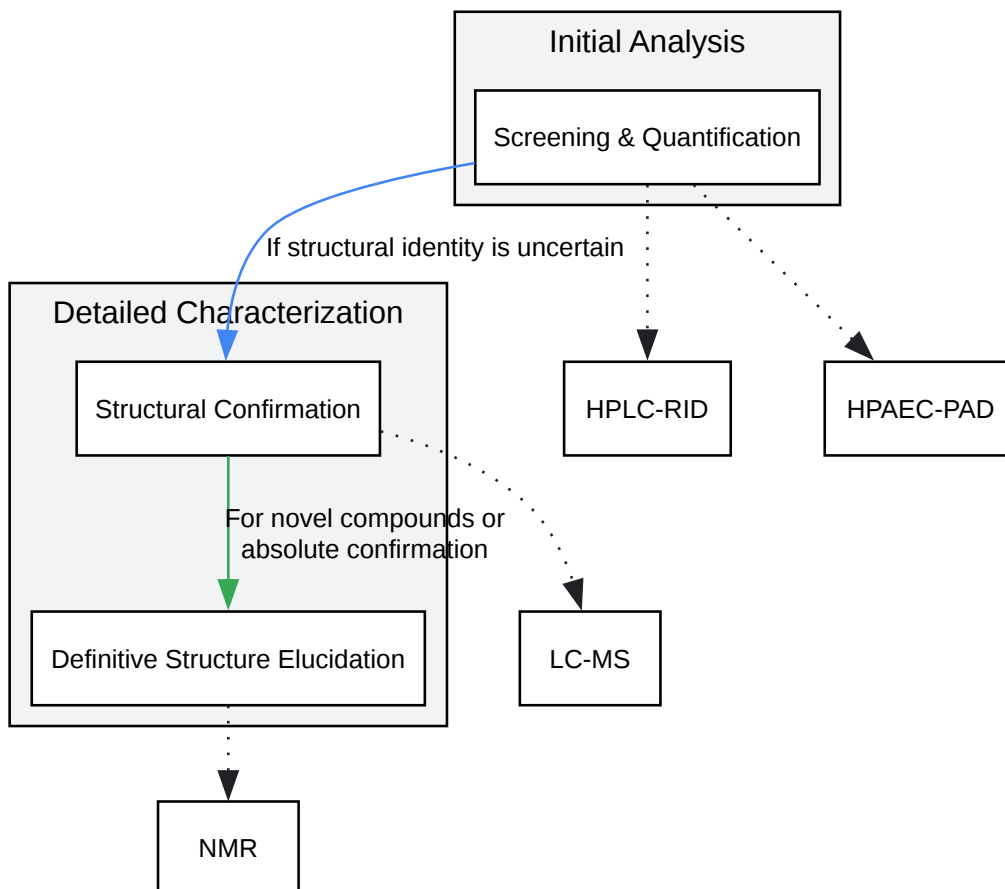 Initial Analysis
Screening & Quantification
If structural identity is uncertain
Detailed Characterization
Structural Confirmation
HPLC-RID
HPAEC-PAD
For novel compounds or
absolute confirmation
Definitive Structure Elucidation
LC-MS
NMR